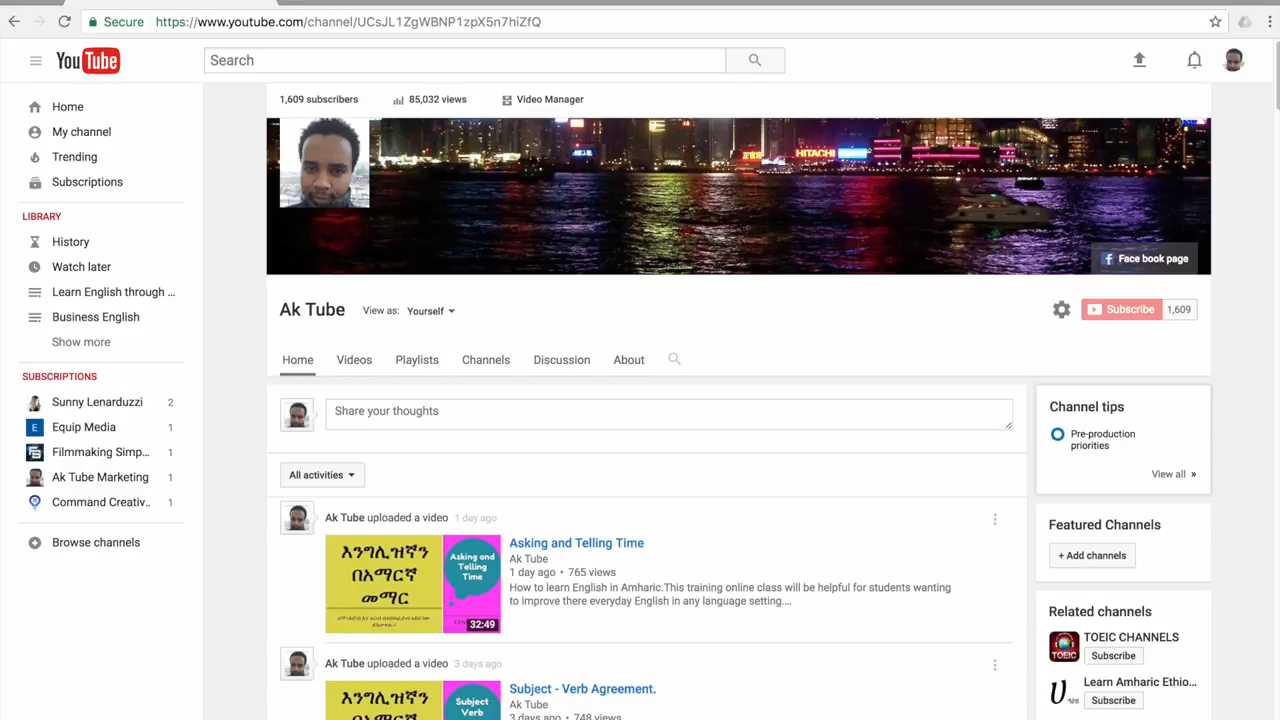 Secure
https://www.youtube.com/channel/UCsJL1ZgWBNP1zpX5n7hiZfQ
YouTube
Search
Home
My channel
Trending
Subscriptions
LIBRARY
History
Watch later
Learn English through ...
Business English
Show more
SUBSCRIPTIONS
Sunny Lenarduzzi 2
Equip Media 1
Filmmaking Simp... 1
Ak Tube Marketing 1
Command Creativ.. 1
Browse channels
1,609 subscribers 85,032 views Video Manager
HITACHI
Face book page
Ak Tube View as: Yourself
Subscribe 1,609
Home Videos Playlists Channels Discussion About
Share your thoughts
All activities
Ak Tube uploaded a video 1 day ago
እንግሊዝኛን
በአማርኛ
መማር
Asking and
Telling
Time
32:49
Asking and Telling Time
Ak Tube
1 day ago • 765 views
How to learn English in Amharic.This training online class will be helpful for students wanting
to improve there everyday English in any language setting....
Ak Tube uploaded a video 3 days ago
እንግሊዝኛን
Subject
Verb
Subject - Verb Agreement.
Ak Tube
3 days ago • 748 views
Channel tips
Pre-production
priorities
View all »
Featured Channels
+ Add channels
Related channels
TOEIC
TOEIC CHANNELS
Subscribe
Learn Amharic Ethio...
Subscribe